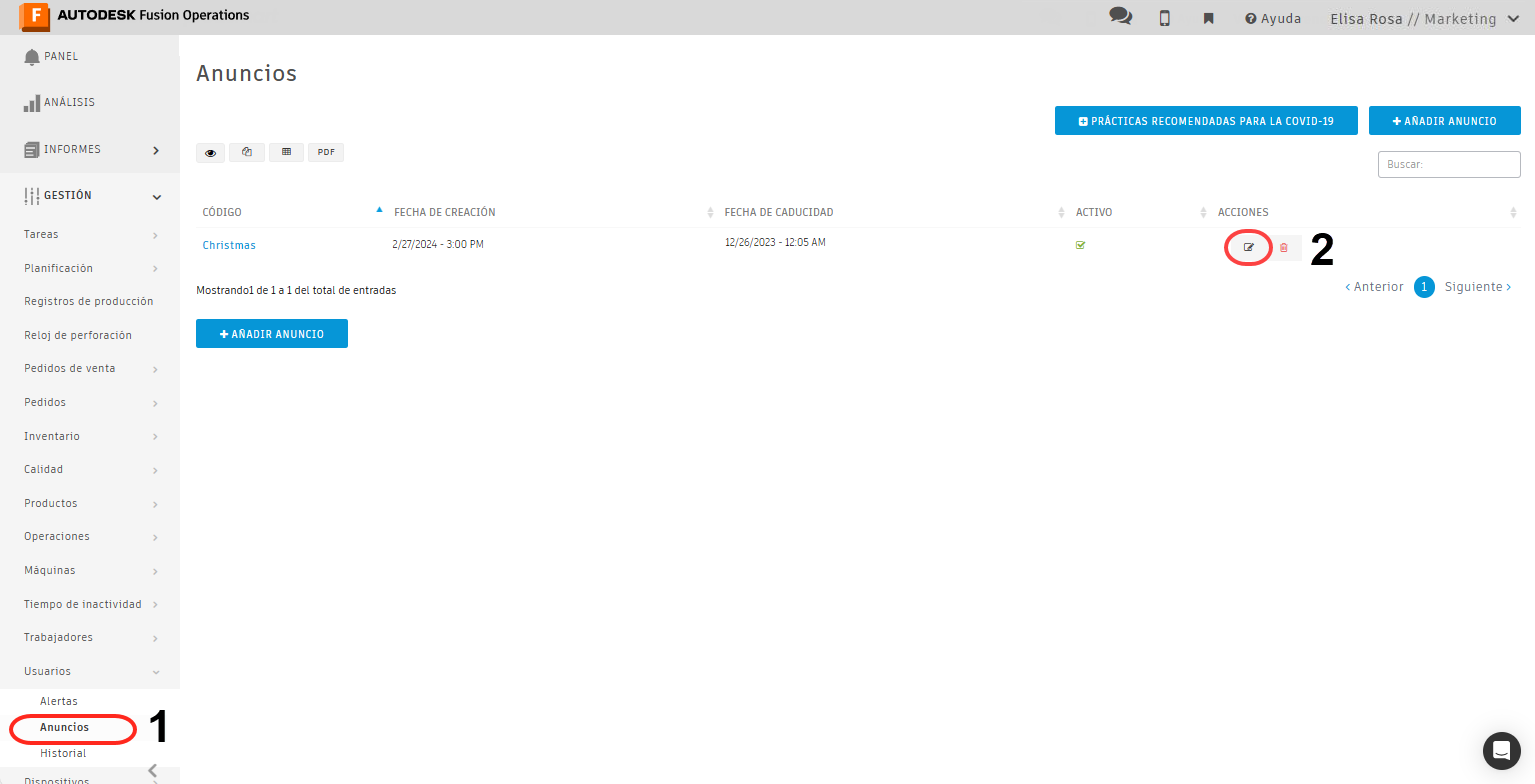 F AUTODESK Fusion Operations
Ayuda
Elisa Rosa // Marketing
PANEL
ANÁLISIS
INFORMES
GESTIÓN
Tareas
Planificación
Registros de producción
Reloj de perforación
Pedidos de venta
Pedidos
Inventario
Calidad
Productos
Operaciones
Máquinas
Tiempo de inactividad
Trabajadores
Usuarios
Alertas
Anuncios
1
Historial
Dispositivos
Anuncios
PRÁCTICAS RECOMENDADAS PARA LA COVID-19
AÑADIR ANUNCIO
PDF
Buscar:
CÓDIGO FECHA DE CREACIÓN FECHA DE CADUCIDAD ACTIVO ACCIONES
Christmas 2/27/2024 - 3:00 PM 12/26/2023 - 12:05 AM 2
Mostrando1 de 1 a 1 del total de entradas
‹ Anterior 1 Siguiente ›
AÑADIR ANUNCIO